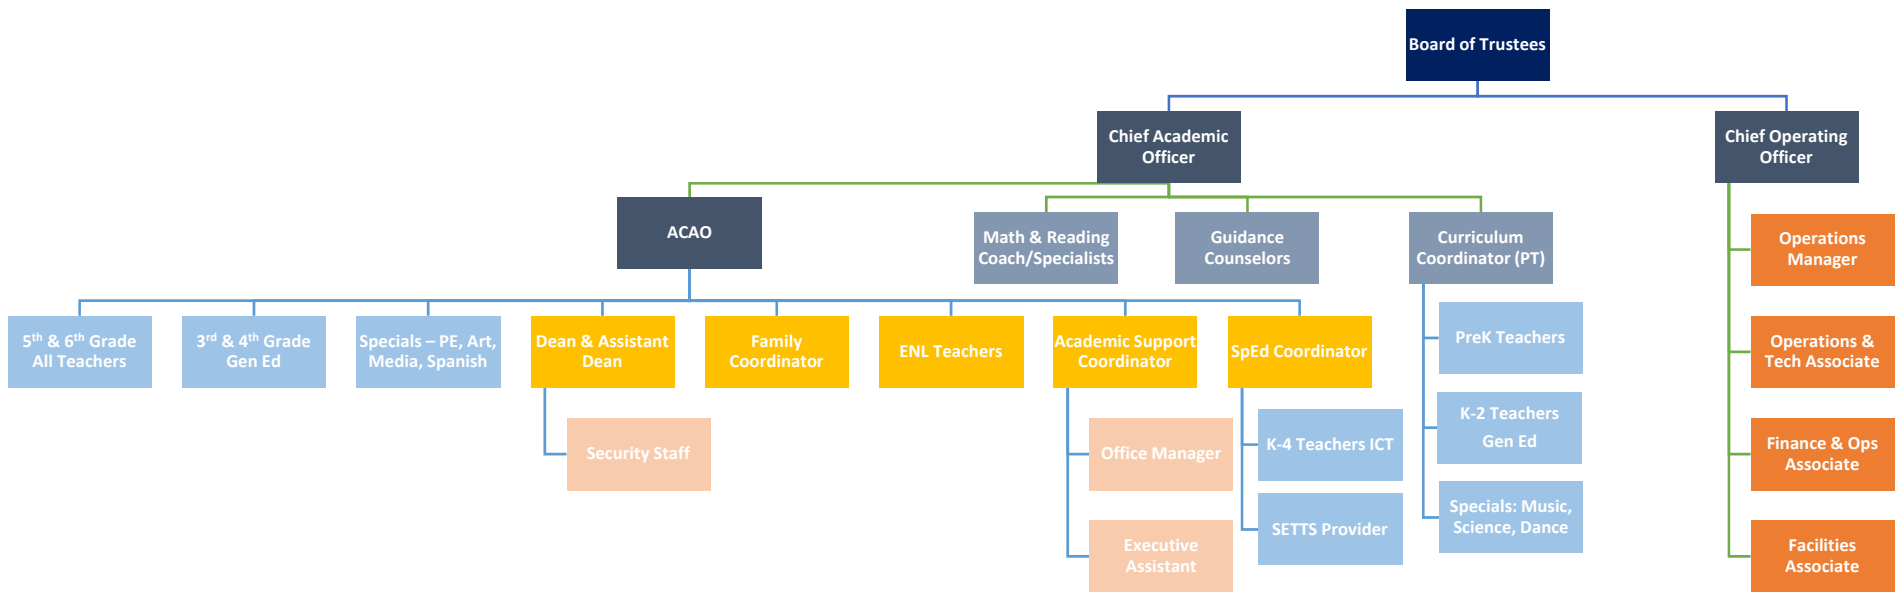 Board of Trustees
Chief Academic
Officer
Chief Operating
Officer
ACAO
Math & Reading
Coach/Specialists
Guidance
Counselors
Curriculum
Coordinator (PT)
Operations
Manager
5th & 6th Grade
All Teachers
3rd & 4th Grade
Gen Ed
Specials – PE, Art,
Media, Spanish
Dean & Assistant
Dean
Family
Coordinator
ENL Teachers
Academic Support
Coordinator
SpEd Coordinator
PreK Teachers
Operations &
Tech Associate
Security Staff
Office Manager
K-4 Teachers ICT
K-2 Teachers
Gen Ed
Finance & Ops
Associate
Executive
Assistant
SETTS Provider
Specials: Music,
Science, Dance
Facilities
Associate